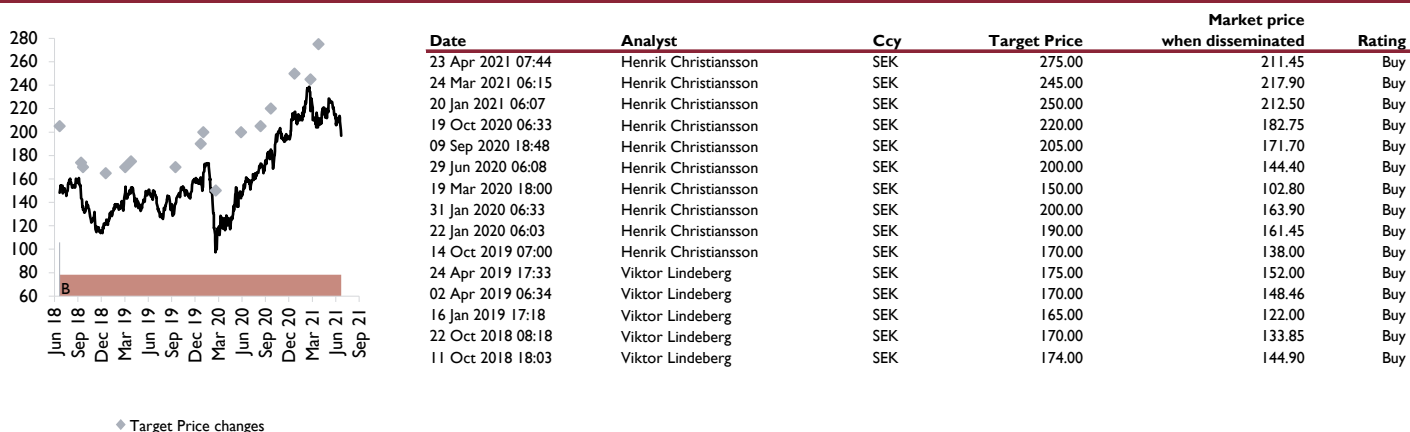 280
260
240
220
200
180
160
140
120
100
80
60
B
Jun 18
Sep 18
Dec 18
Mar 19
Jun 19
Sep 19
Dec 19
Mar 20
Jun 20
Sep 20
Dec 20
Mar 21
Jun 21
Sep 21
Target Price changes
Market price
Date Analyst Ccy Target Price when disseminated Rating
23 Apr 2021 07:44 Henrik Christiansson SEK 275.00 211.45 Buy
24 Mar 2021 06:15 Henrik Christiansson SEK 245.00 217.90 Buy
20 Jan 2021 06:07 Henrik Christiansson SEK 250.00 212.50 Buy
19 Oct 2020 06:33 Henrik Christiansson SEK 220.00 182.75 Buy
09 Sep 2020 18:48 Henrik Christiansson SEK 205.00 171.70 Buy
29 Jun 2020 06:08 Henrik Christiansson SEK 200.00 144.40 Buy
19 Mar 2020 18:00 Henrik Christiansson SEK 150.00 102.80 Buy
31 Jan 2020 06:33 Henrik Christiansson SEK 200.00 163.90 Buy
22 Jan 2020 06:03 Henrik Christiansson SEK 190.00 161.45 Buy
14 Oct 2019 07:00 Henrik Christiansson SEK 170.00 138.00 Buy
24 Apr 2019 17:33 Viktor Lindeberg SEK 175.00 152.00 Buy
02 Apr 2019 06:34 Viktor Lindeberg SEK 170.00 148.46 Buy
16 Jan 2019 17:18 Viktor Lindeberg SEK 165.00 122.00 Buy
22 Oct 2018 08:18 Viktor Lindeberg SEK 170.00 133.85 Buy
11 Oct 2018 18:03 Viktor Lindeberg SEK 174.00 144.90 Buy